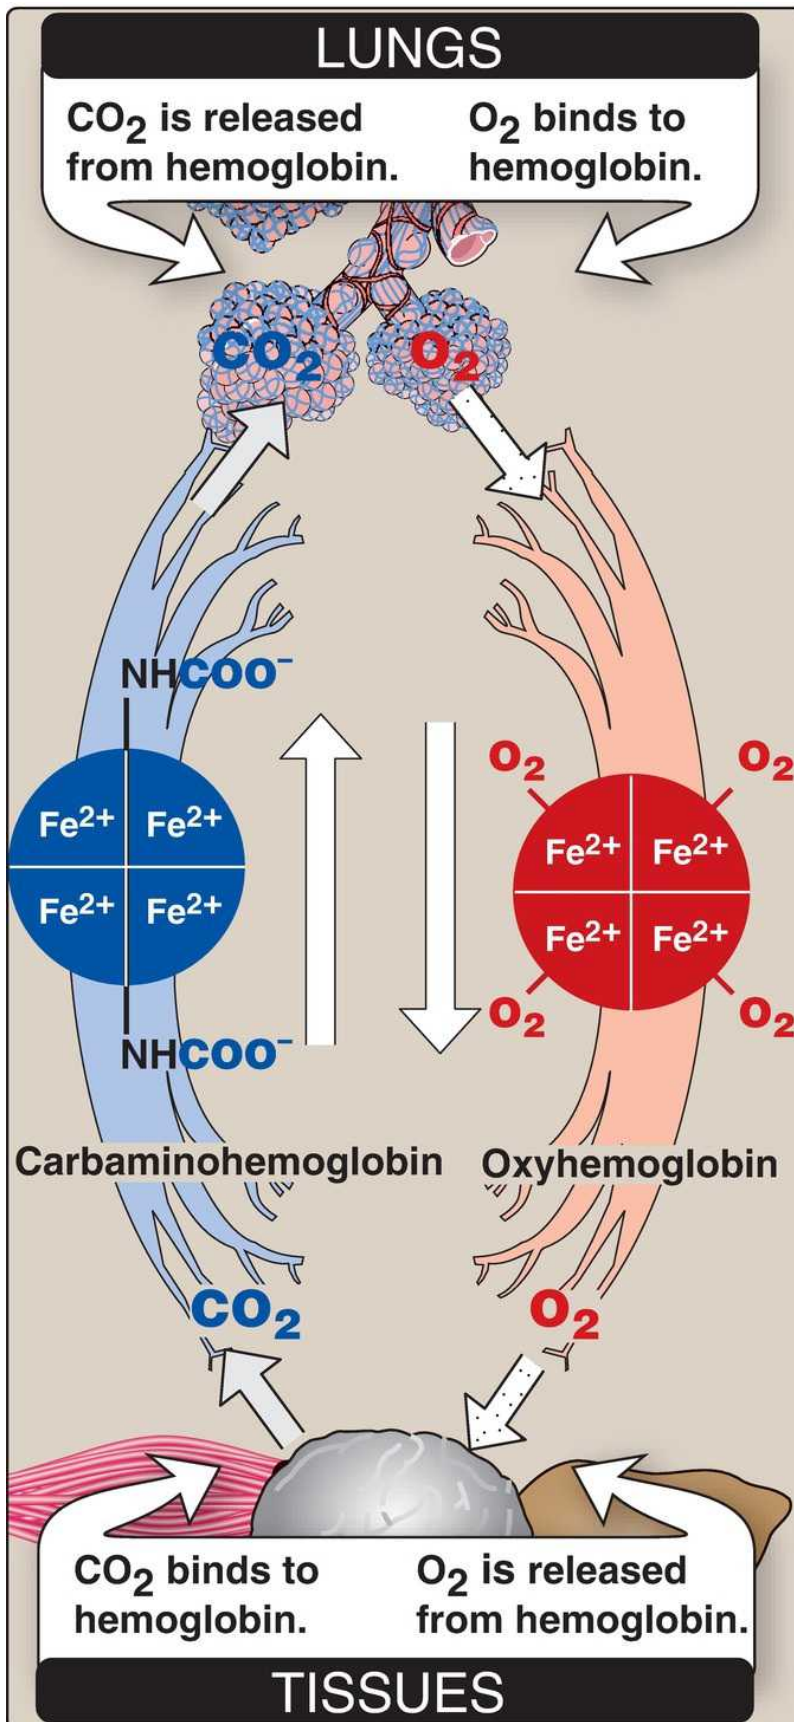 LUNGS
CO₂ is released
from hemoglobin.
O₂ binds to
hemoglobin.
CO₂
O₂
NHCOO⁻
Fe²⁺ Fe²⁺
Fe²⁺ Fe²⁺
NHCOO⁻
O₂ O₂
Fe²⁺ Fe²⁺
Fe²⁺ Fe²⁺
O₂ O₂
Carbaminohemoglobin
Oxyhemoglobin
CO₂
O₂
CO₂ binds to
hemoglobin.
O₂ is released
from hemoglobin.
TISSUES